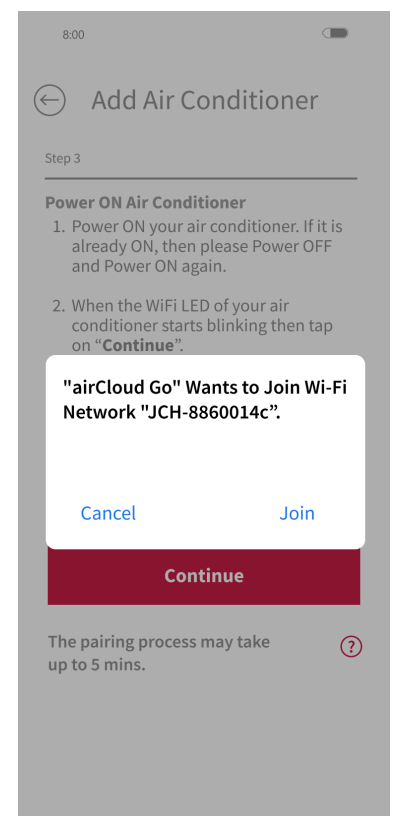 8:00
Add Air Conditioner
Step 3
Power ON Air Conditioner
1. Power ON your air conditioner. If it is
already ON, then please Power OFF
and Power ON again.
2. When the WiFi LED of your air
conditioner starts blinking then tap
on “Continue”.
"airCloud Go" Wants to Join Wi-Fi
Network "JCH-8860014c”.
Cancel Join
Continue
The pairing process may take
up to 5 mins.
?